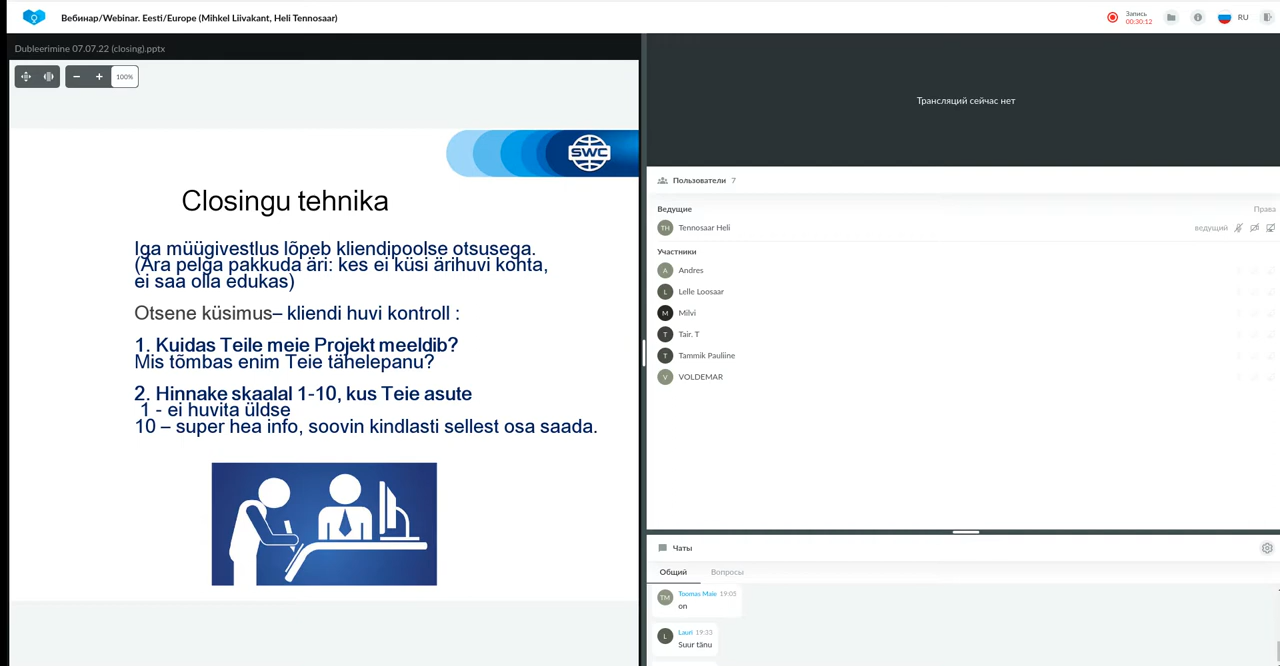 Вебинар/Webinar. Eesti/Europe (Mihkel Liivakant, Heli Tennosaar)
Запись
00:30:12
RU
Dubleerimine 07.07.22 (closing).pptx
100%
SWC
Closingu tehnika
Iga müügivestlus lõpeb kliendipoolse otsusega.
(Ära pelga pakkuda äri: kes ei küsi ärihuvi kohta,
ei saa olla edukas)
Otsene küsimus– kliendi huvi kontroll :
1. Kuidas Teile meie Projekt meeldib?
Mis tõmbas enim Teie tähelepanu?
2. Hinnake skaalal 1-10, kus Teie asute
1 - ei huvita üldse
10 – super hea info, soovin kindlasti sellest osa saada.
Трансляций сейчас нет
Пользователи 7
Ведущие Права
TH Tennosaar Heli ведущий
Участники
A Andres
L Lelle Loosaar
M Milvi
T Tair. T
T Tammik Pauliine
V VOLDEMAR
Чаты
Общий Вопросы
TM Toomas Maie 19:05
on
L Lauri 19:33
Suur tänu